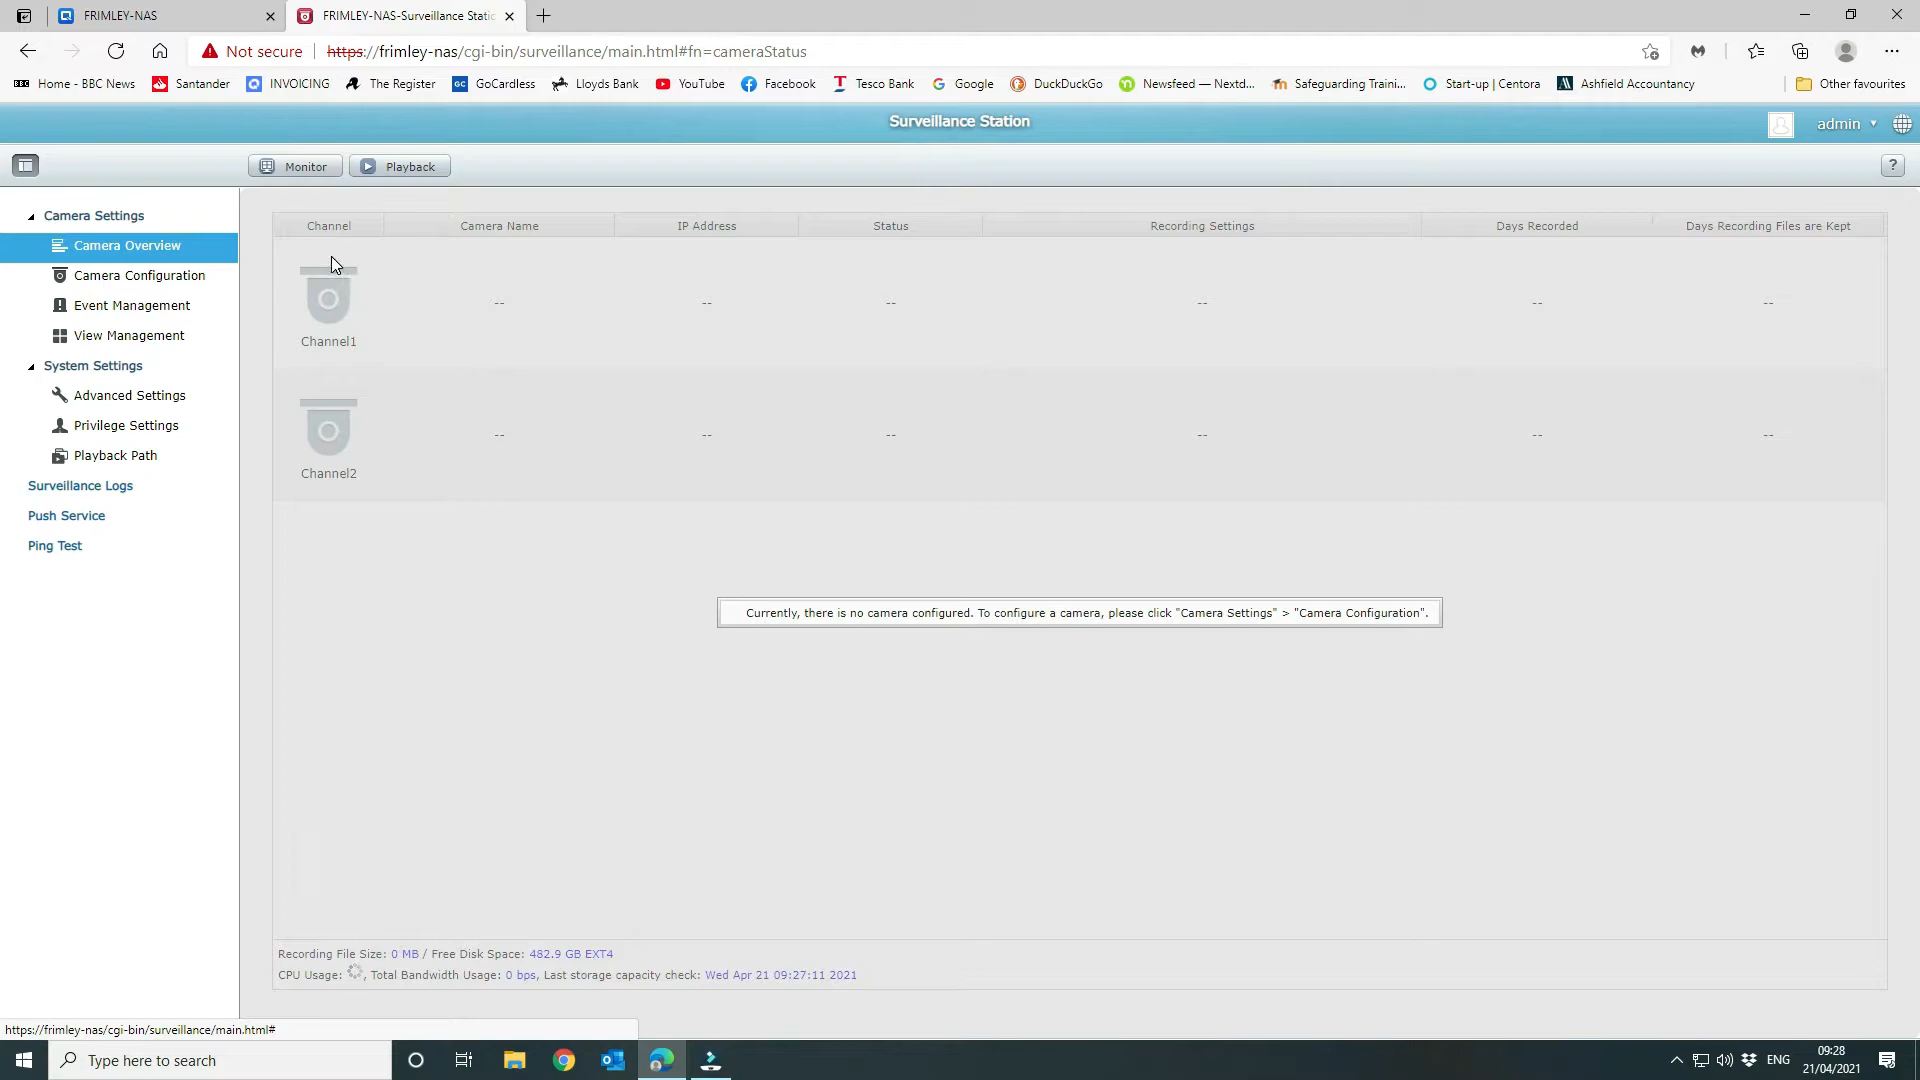 FRIMLEY-NAS
FRIMLEY-NAS-Surveillance Static
Not secure
https://frimley-nas/cgi-bin/surveillance/main.html#fn=cameraStatus
BBC Home - BBC News
Santander
INVOICING
The Register
GC GoCardless
Lloyds Bank
YouTube
Facebook
Tesco Bank
Google
DuckDuckGo
Newsfeed — Nextd...
Safeguarding Traini...
Start-up | Centora
Ashfield Accountancy
Other favourites
Surveillance Station
admin
Monitor
Playback
?
Camera Settings
Camera Overview
Camera Configuration
Event Management
View Management
System Settings
Advanced Settings
Privilege Settings
Playback Path
Surveillance Logs
Push Service
Ping Test
Channel Camera Name IP Address Status Recording Settings Days Recorded Days Recording Files are Kept
-- -- -- -- -- --
Channel1
-- -- -- -- -- --
Channel2
Currently, there is no camera configured. To configure a camera, please click "Camera Settings" > "Camera Configuration".
Recording File Size: 0 MB / Free Disk Space: 482.9 GB EXT4
CPU Usage: , Total Bandwidth Usage: 0 bps, Last storage capacity check: Wed Apr 21 09:27:11 2021
https://frimley-nas/cgi-bin/surveillance/main.html#
Type here to search
ENG
09:28
21/04/2021